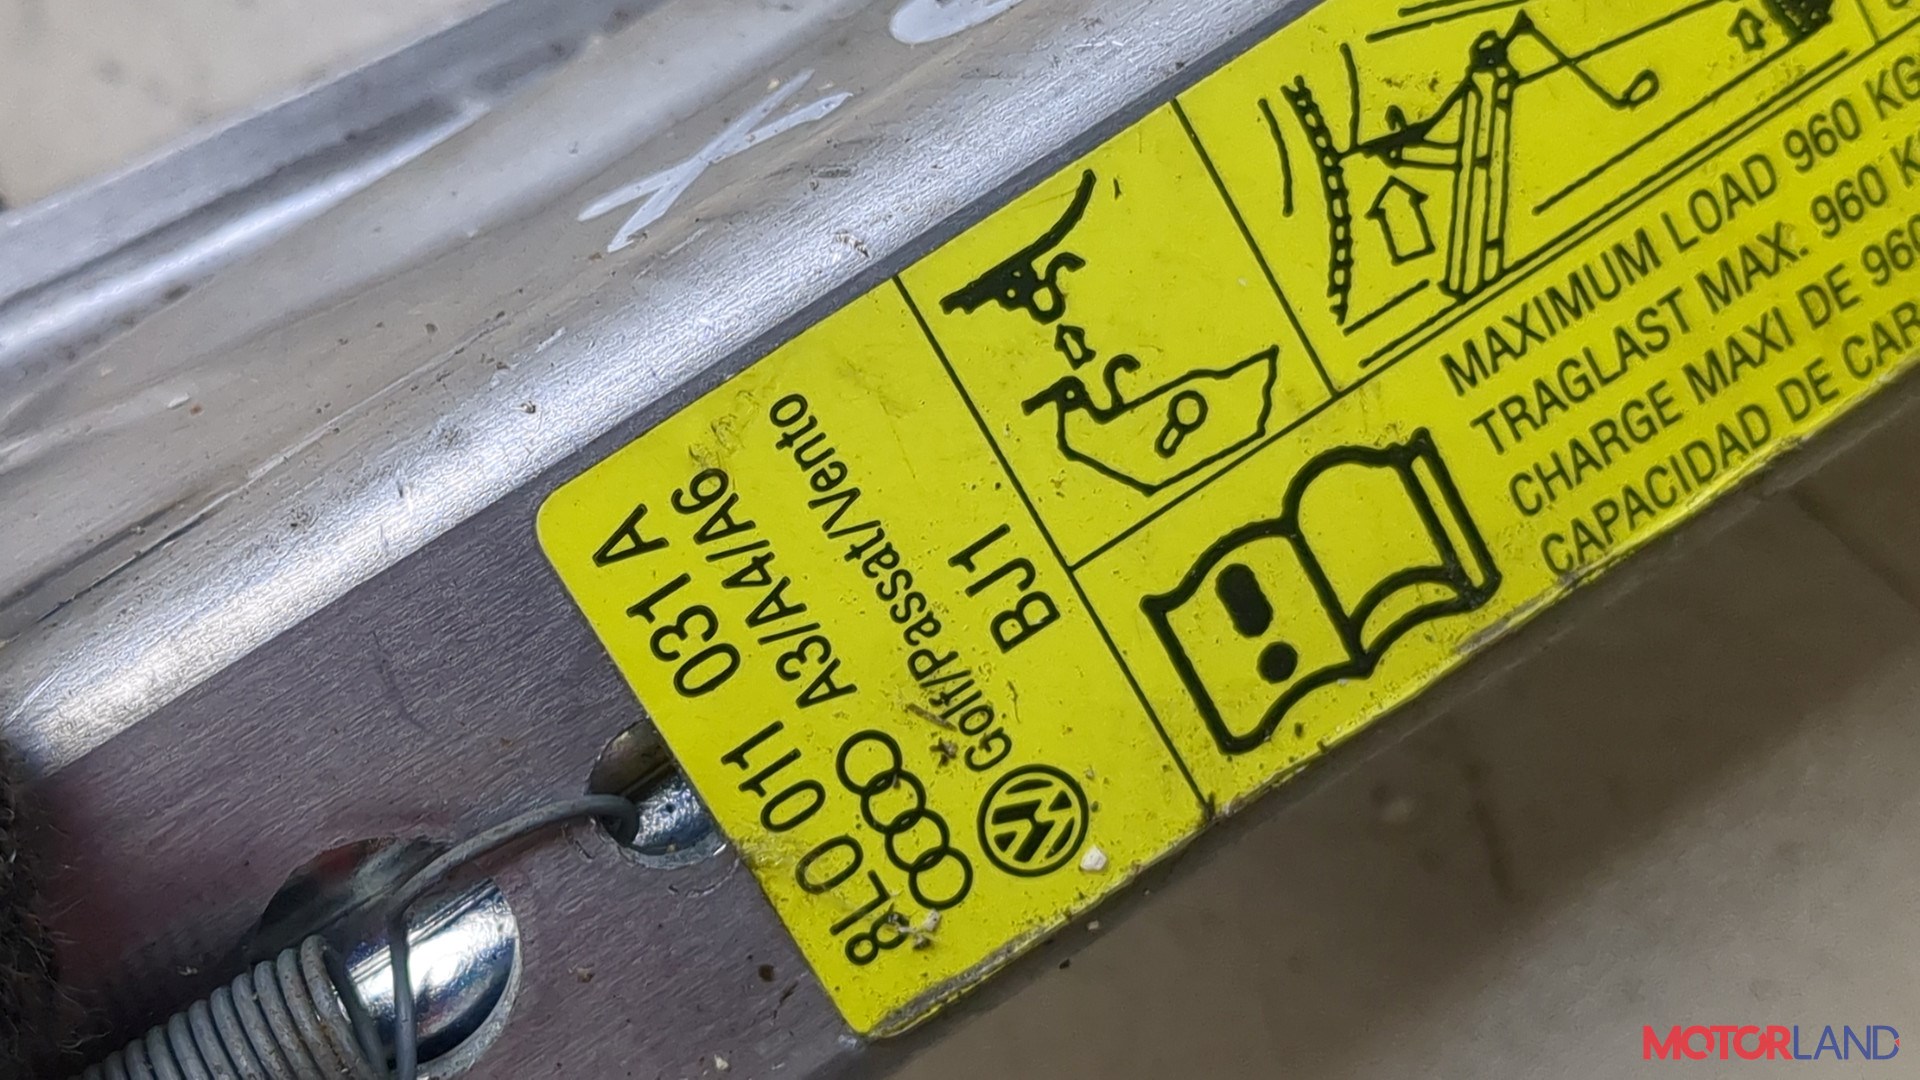 8L0 011 031 A
A3/A4/A6
Golf/Passat/Vento
BJ1
MAXIMUM LOAD 960 KG
TRAGLAST MAX. 960 K
CHARGE MAXI DE 960
CAPACIDAD DE CAR
MOTORLAND